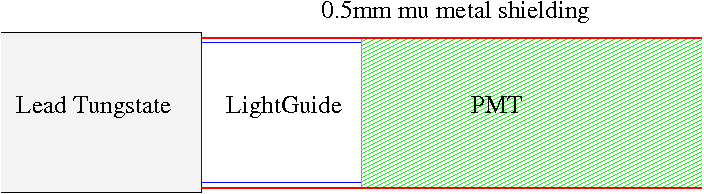 0.5mm mu metal shielding
Lead Tungstate LightGuide PMT